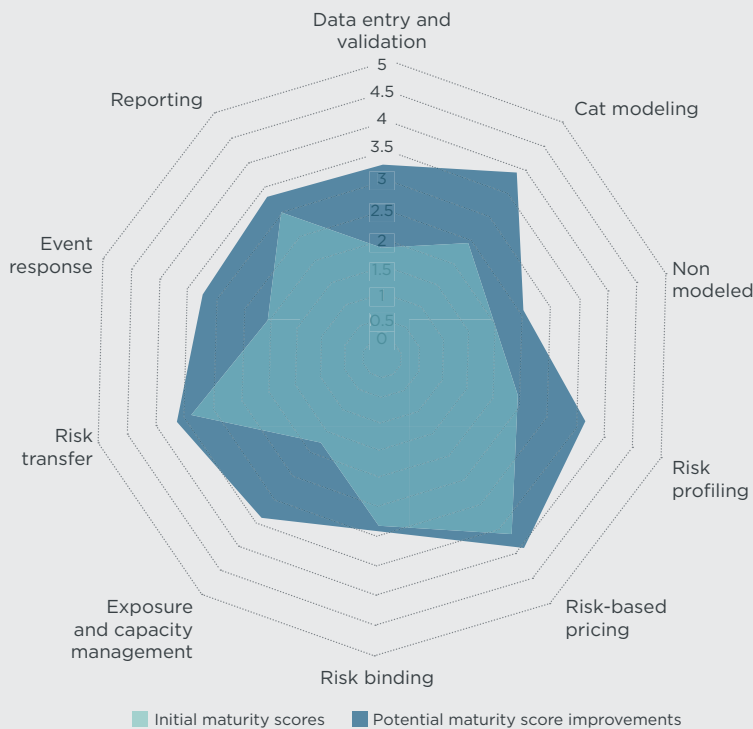 Data entry and
validation
5
4.5
4
3.5
3
2.5
2
1.5
1
0.5
0
Cat modeling
Non
modeled
Risk
profiling
Risk-based
pricing
Risk binding
Exposure
and capacity
management
Risk
transfer
Event
response
Reporting
Initial maturity scores
Potential maturity score improvements